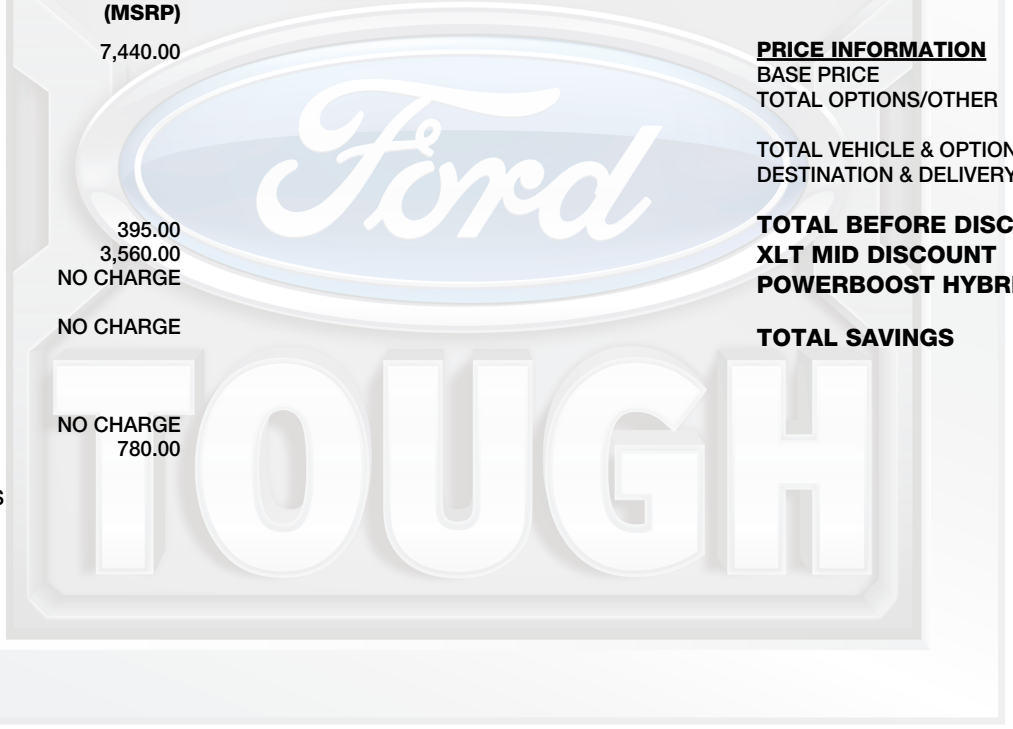 (MSRP)
7,440.00
395.00
3,560.00
NO CHARGE
NO CHARGE
NO CHARGE
780.00
S
PRICE INFORMATION
BASE PRICE
TOTAL OPTIONS/OTHER
TOTAL VEHICLE & OPTION
DESTINATION & DELIVERY
TOTAL BEFORE DISC
XLT MID DISCOUNT
POWERBOOST HYBRI
TOTAL SAVINGS
Ford
TOUGH